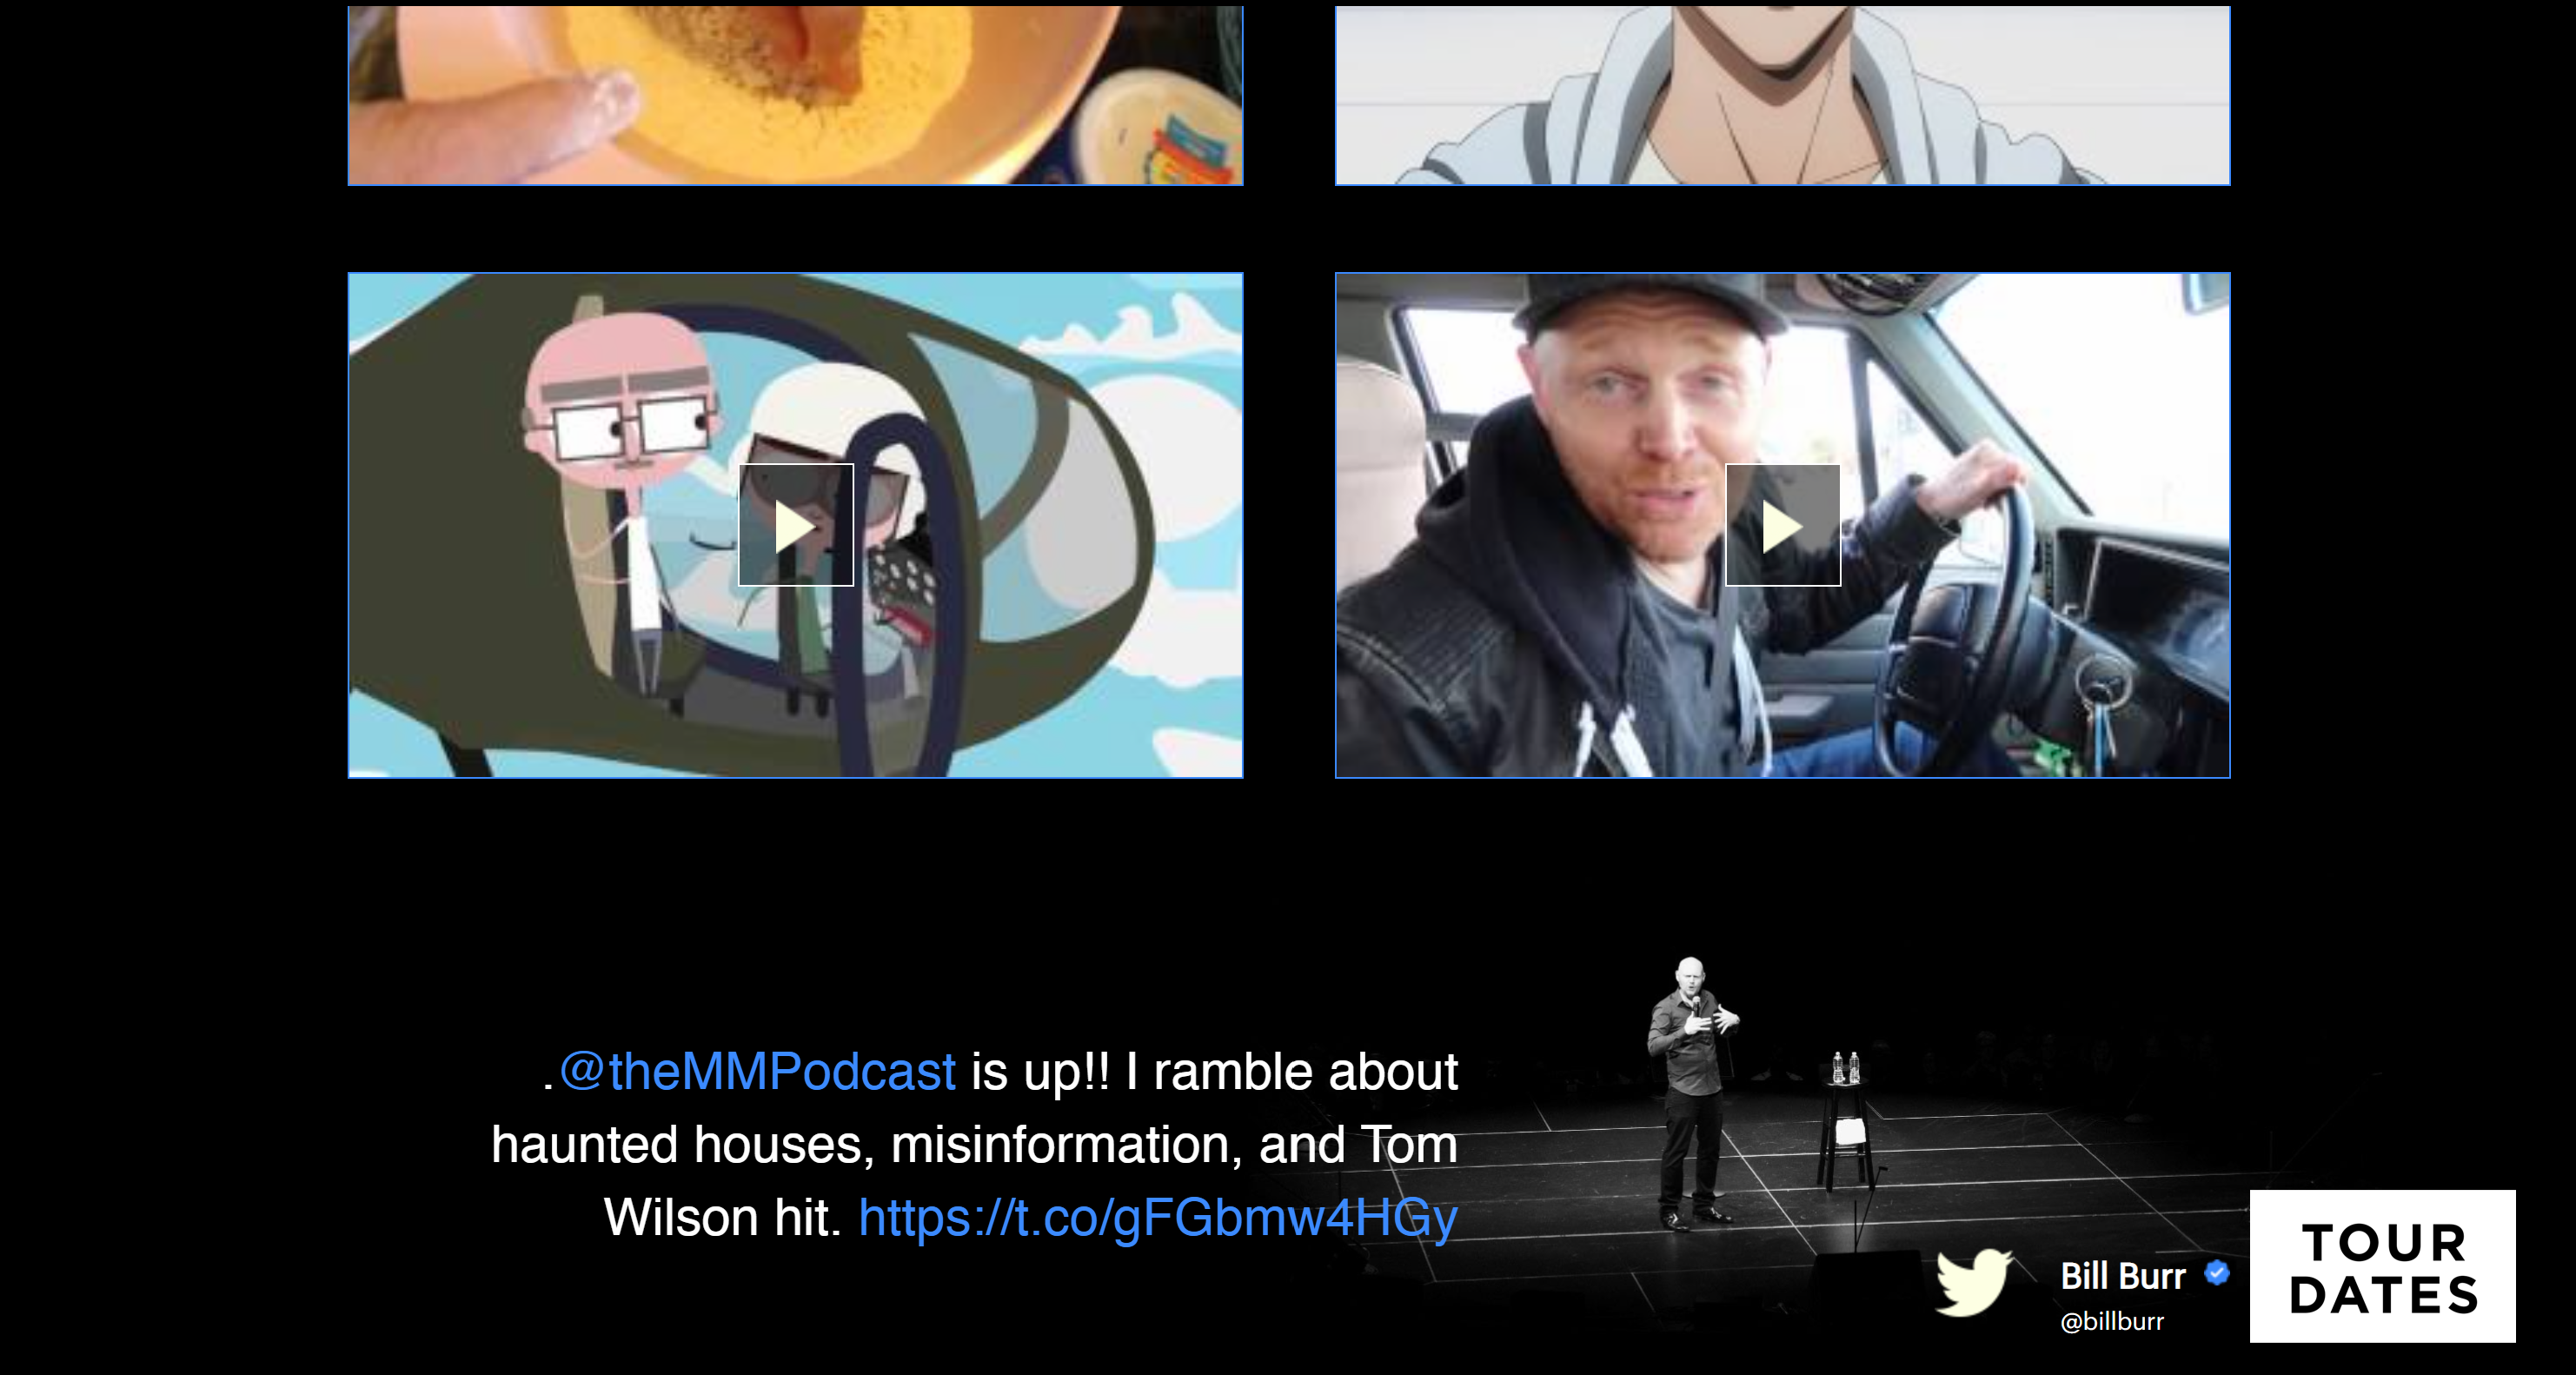 .@theMMPodcast is up!! I ramble about
haunted houses, misinformation, and Tom
Wilson hit. https://t.co/gFGbmw4HGy
Bill Burr
@billburr
TOUR
DATES